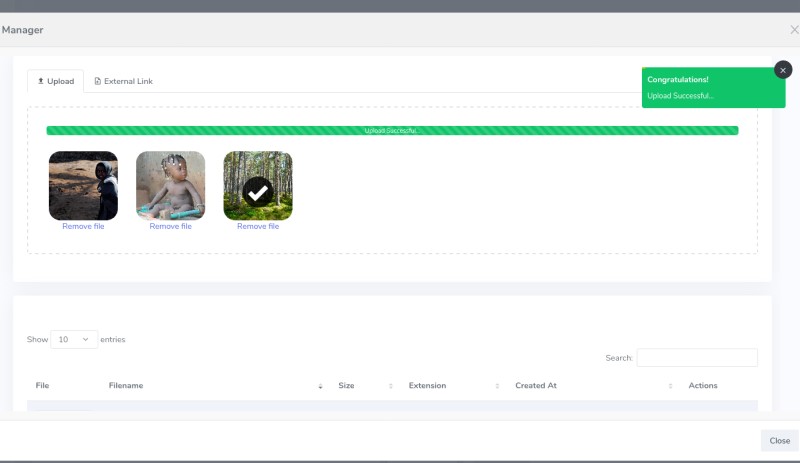 Manager
Upload
External Link
Congratulations!
Upload Successful...
Upload Successful...
Remove file
Remove file
Remove file
Show 10 entries
Search:
File Filename Size Extension Created At Actions
Close